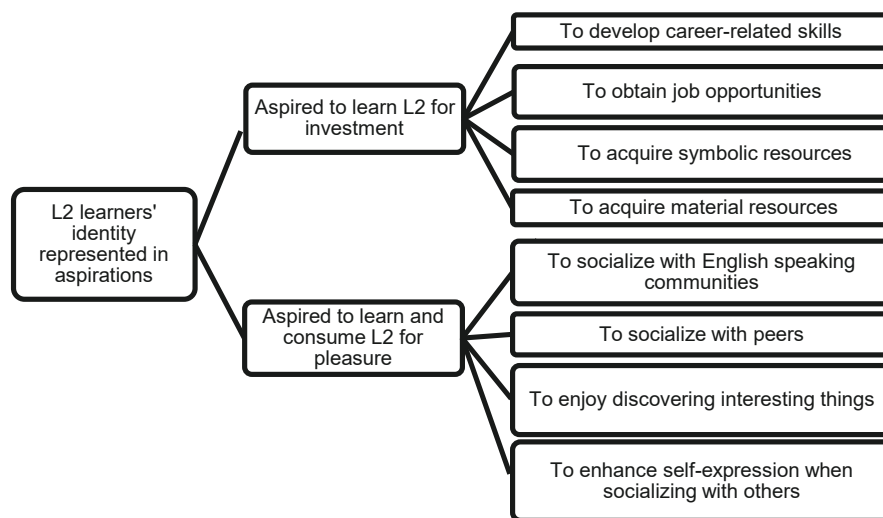 L2 learners'
identity
represented in
aspirations
Aspired to learn L2 for
investment
To develop career-related skills
To obtain job opportunities
To acquire symbolic resources
To acquire material resources
Aspired to learn and
consume L2 for
pleasure
To socialize with English speaking
communities
To socialize with peers
To enjoy discovering interesting things
To enhance self-expression when
socializing with others